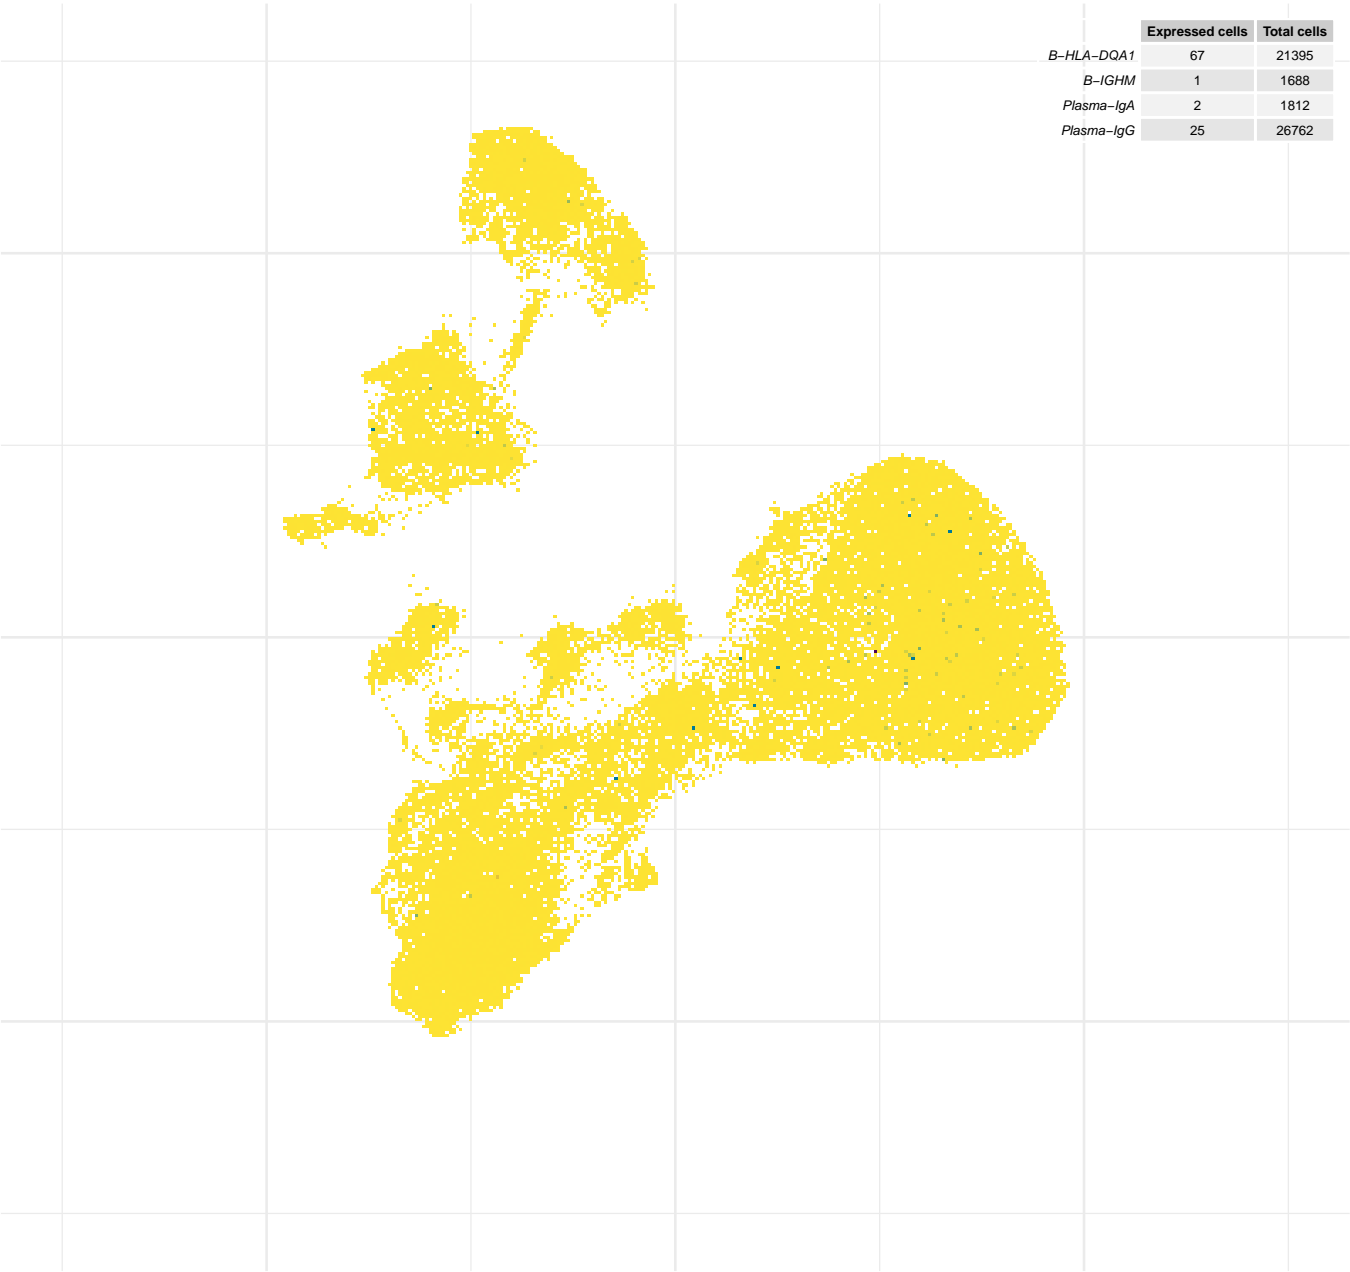 Expressed cells Total cells
B−HLA−DQA1 67 21395
B−IGHM 1 1688
Plasma−IgA 2 1812
Plasma−IgG 25 26762